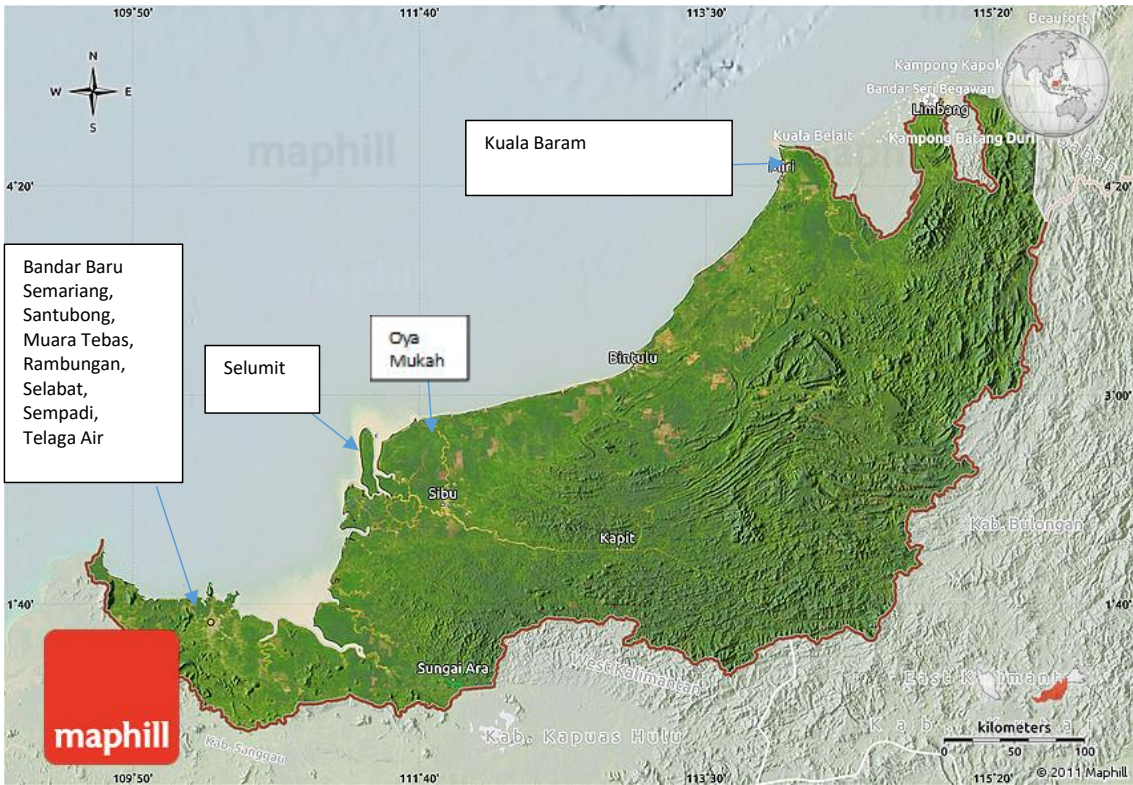 109°50'
111°40'
113°30'
115°20'
Beaufort
N
W E
S
Kampong Kapok
Bandar Seri Begawan
Limbang
Kuala Baram
Kuala Belait
Kampong Batang Duri
maphill
Sabah
Miri
4°20'
4°20'
Bandar Baru
Semariang,
Santubong,
Muara Tebas,
Rambungan,
Selabat,
Sempadi,
Telaga Air
Selumit
Oya
Mukah
Bintulu
3°00'
3°00'
Sibu
Kapit
Kab. Bulongan
1°40'
1°40'
Sungai Ara
West Kalimantan
maphill
Kab. Sanggau
Kab. Kapuas Hulu
kilometers
0 50 100
109°50'
111°40'
113°30'
115°20'
© 2011 Maphill